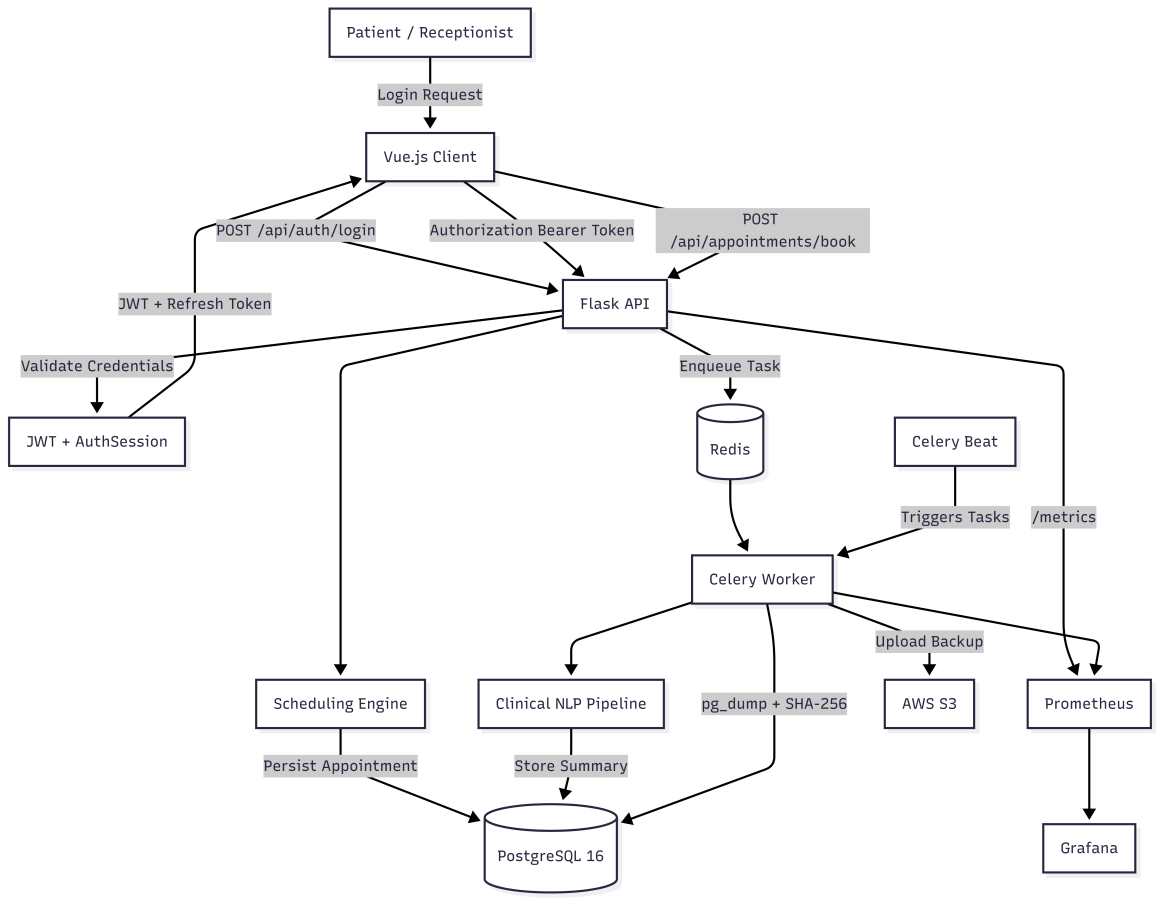 Patient / Receptionist
Login Request
Vue.js Client
POST /api/auth/login
Authorization Bearer Token
POST
/api/appointments/book
JWT + Refresh Token
Flask API
Validate Credentials
Enqueue Task
JWT + AuthSession
Redis
Celery Beat
Triggers Tasks
/metrics
Celery Worker
Upload Backup
Scheduling Engine
Clinical NLP Pipeline
pg_dump + SHA-256
AWS S3
Prometheus
Persist Appointment
Store Summary
PostgreSQL 16
Grafana